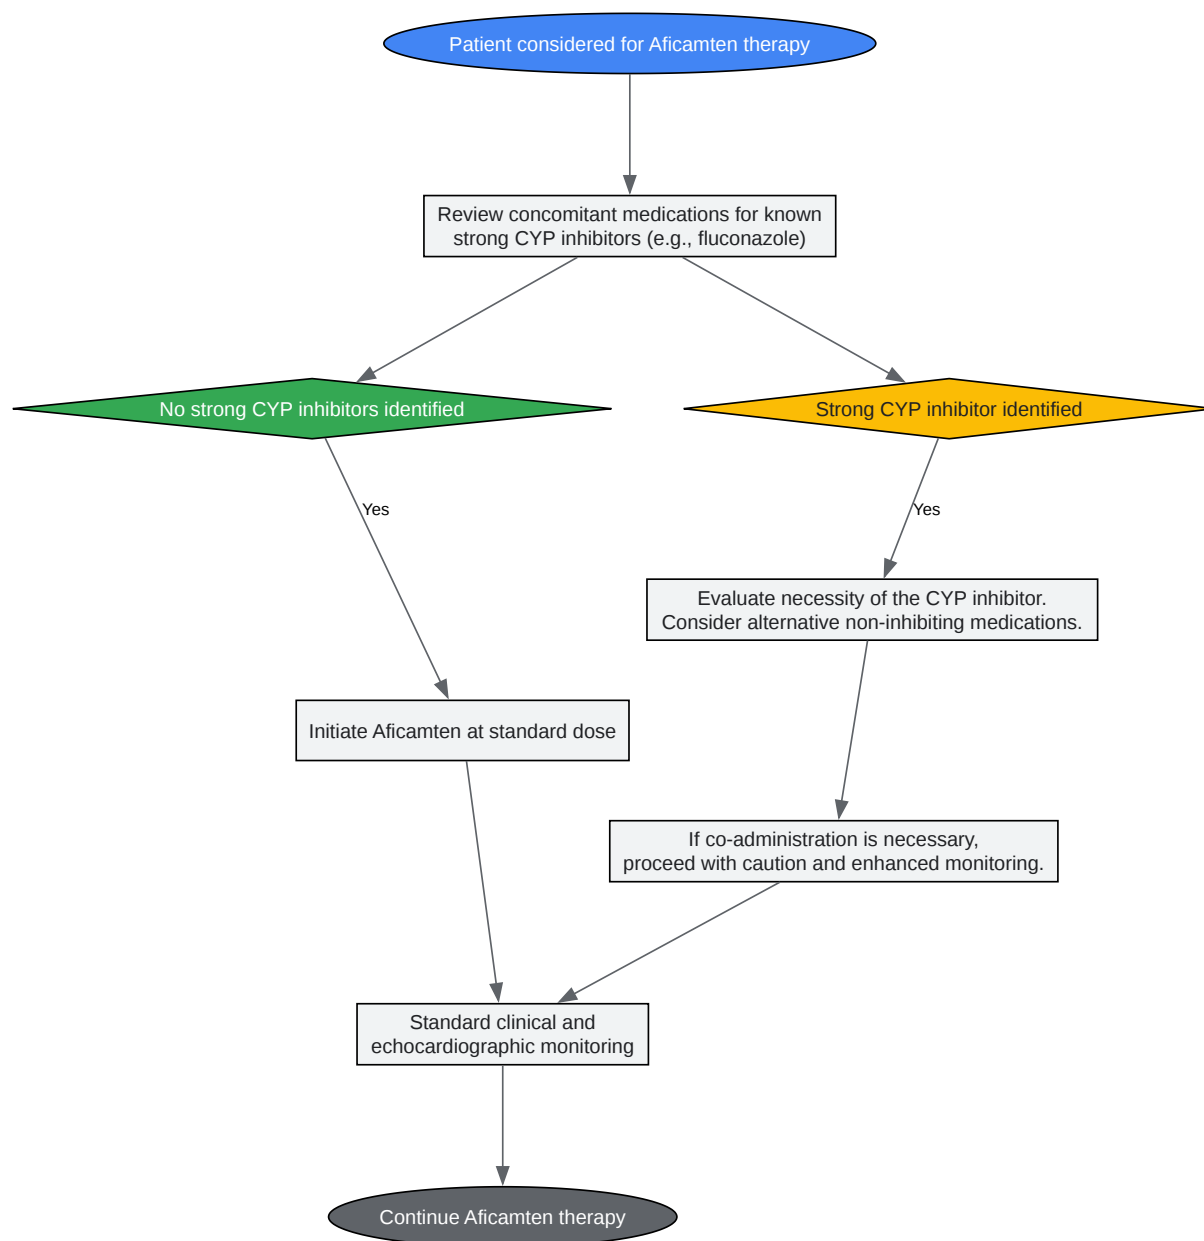 Patient considered for Aficamten therapy
Review concomitant medications for known
strong CYP inhibitors (e.g., fluconazole)
No strong CYP inhibitors identified
Strong CYP inhibitor identified
Yes
Yes
Evaluate necessity of the CYP inhibitor.
Consider alternative non-inhibiting medications.
Initiate Aficamten at standard dose
If co-administration is necessary,
proceed with caution and enhanced monitoring.
Standard clinical and
echocardiographic monitoring
Continue Aficamten therapy